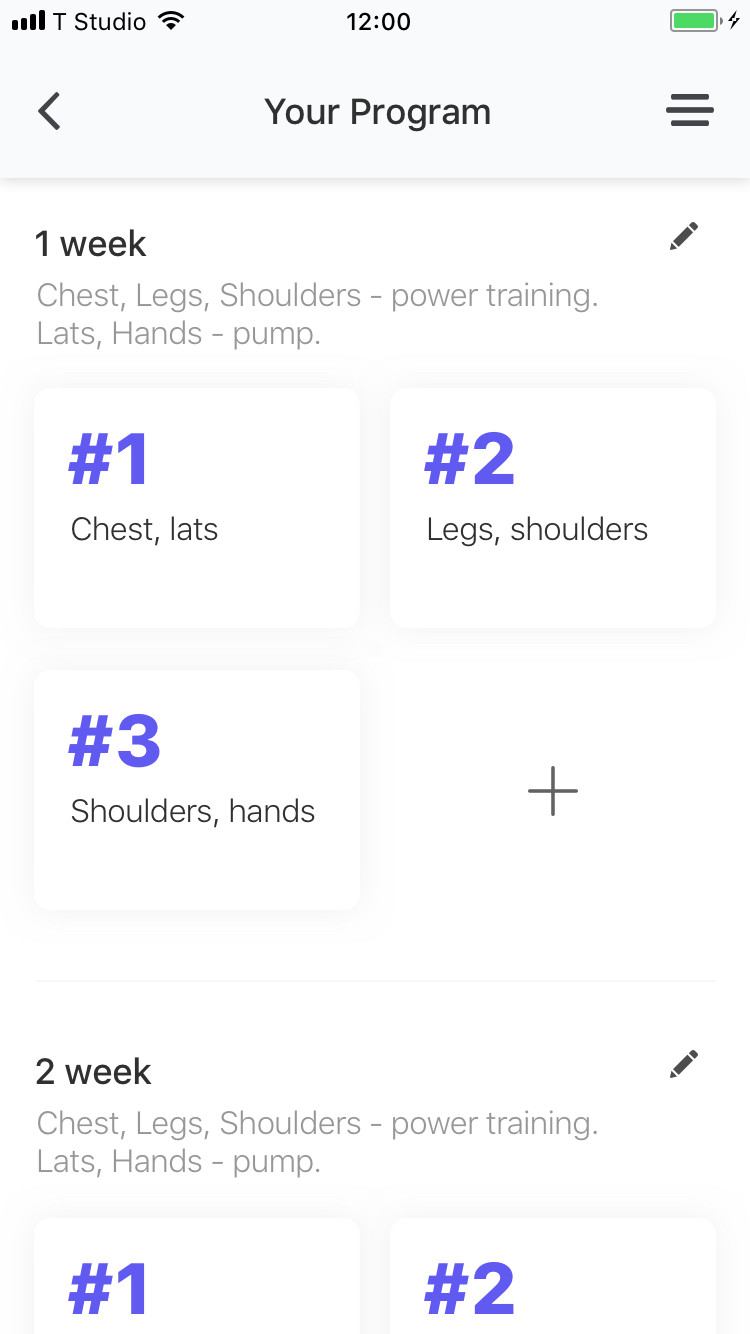 T Studio 12:00
Your Program
1 week
Chest, Legs, Shoulders - power training.
Lats, Hands - pump.
#1
Chest, lats
#2
Legs, shoulders
#3
Shoulders, hands
2 week
Chest, Legs, Shoulders - power training.
Lats, Hands - pump.
#1
#2